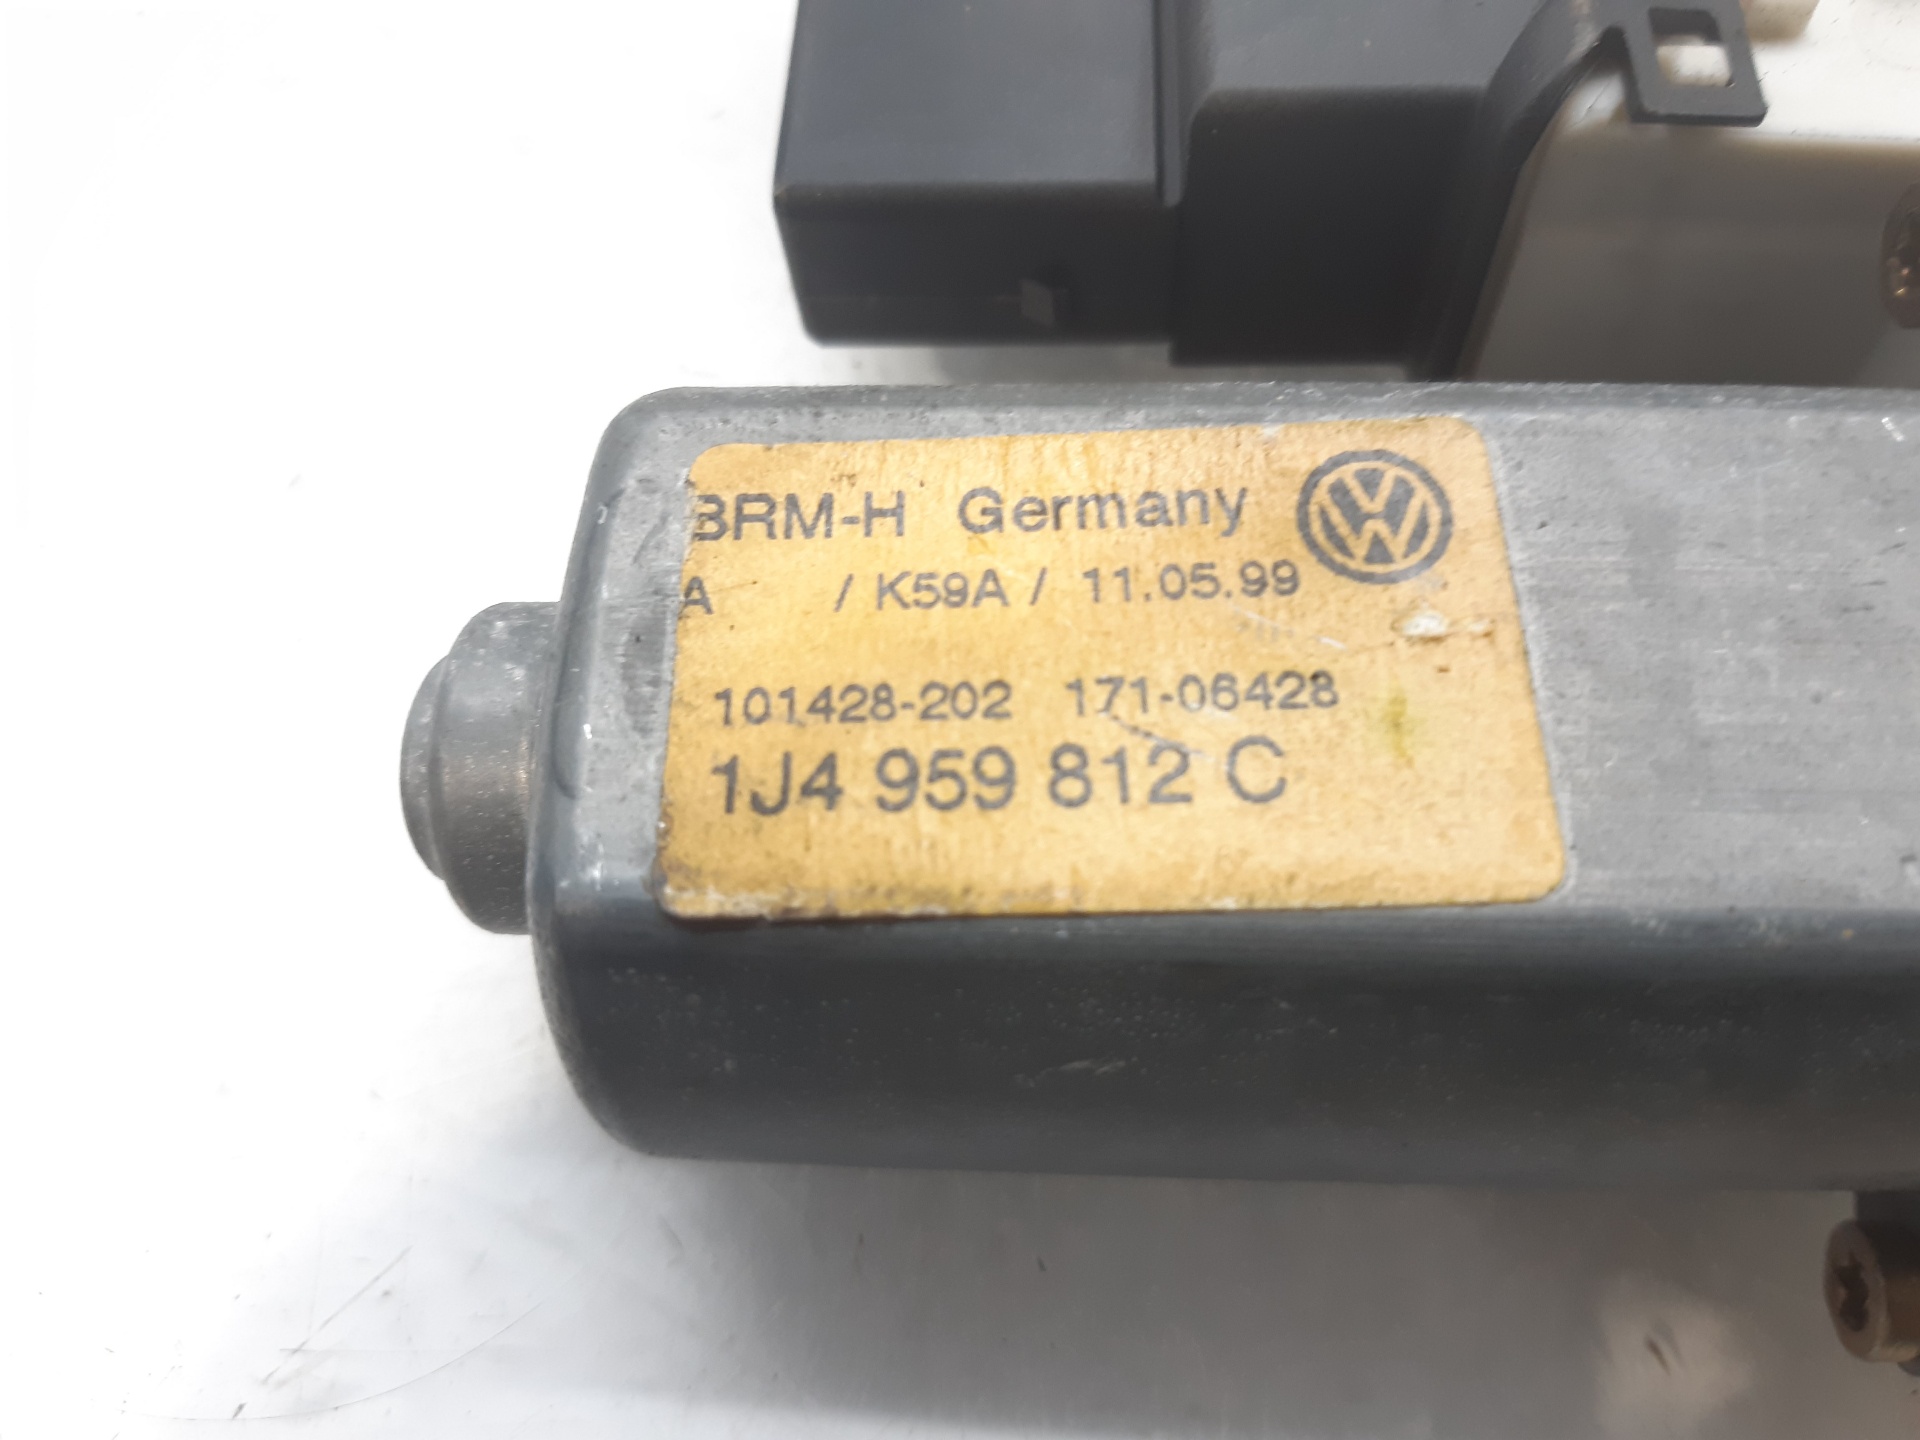 BRM-H Germany
A / K59A / 11.05.99
101428-202 171-06428
1J4 959 812 C